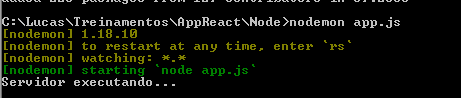 C:\Lucas\Treinamentos\AppReact\Node>nodemon app.js
[nodemon] 1.18.10
[nodemon] to restart at any time, enter `rs`
[nodemon] watching: *.*
[nodemon] starting `node app.js`
Servidor executando...